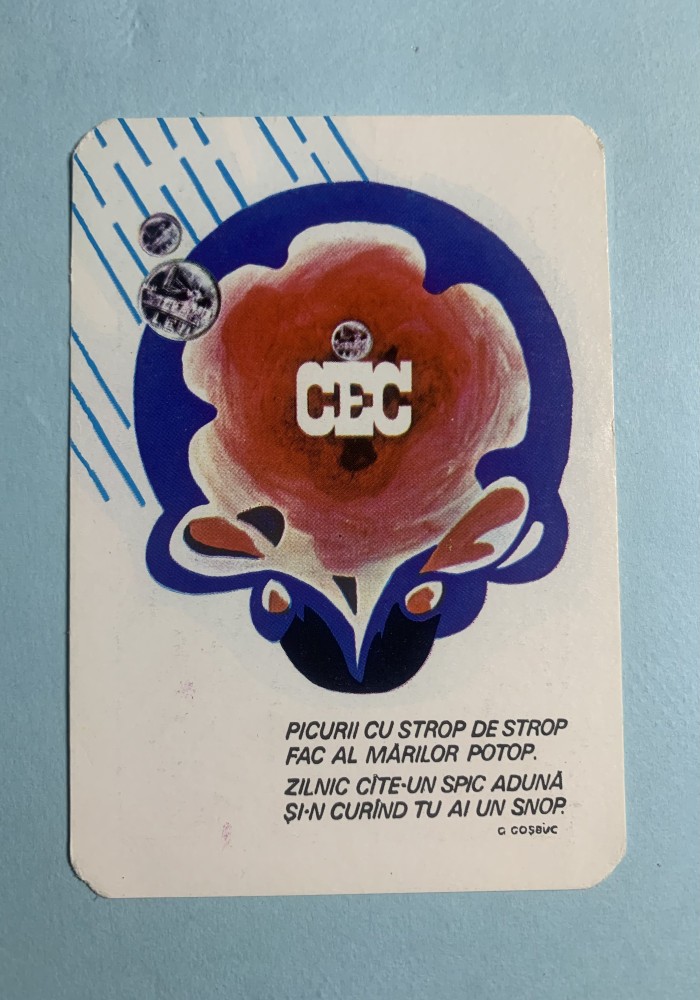 LEI
CEC
PICURII CU STROP DE STROP
FAC AL MĂRILOR POTOP.
ZILNIC CÎTE-UN SPIC ADUNĂ
ȘI-N CURÎND TU AI UN SNOP.
G COȘBUC